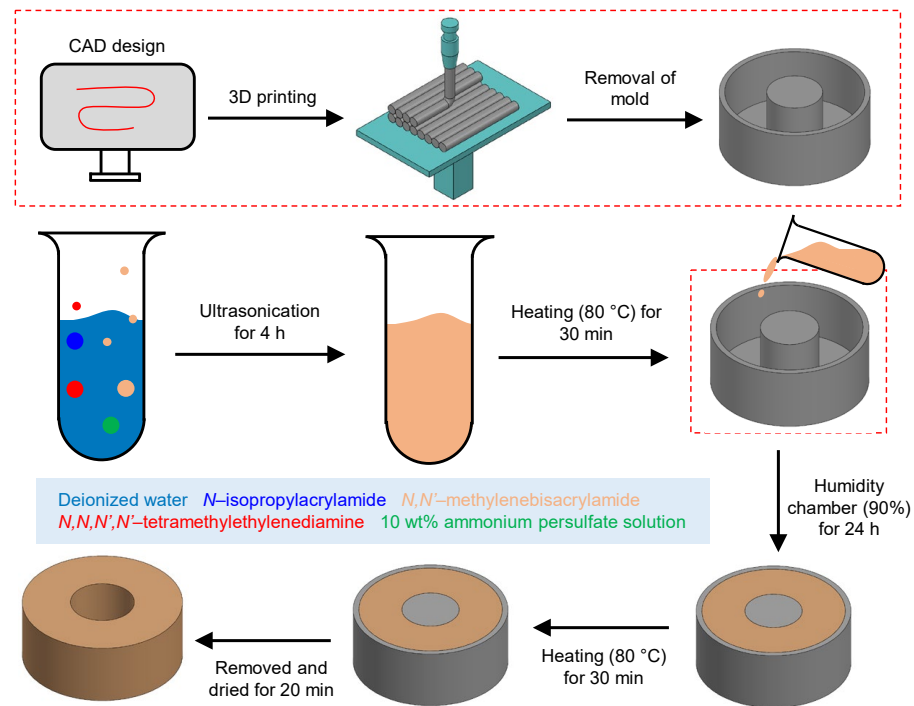 CAD design
3D printing
Removal of
mold
Ultrasonication
for 4 h
Heating (80 °C) for
30 min
Deionized water N–isopropylacrylamide N,N’–methylenebisacrylamide
N,N,N’,N’–tetramethylethylenediamine 10 wt% ammonium persulfate solution
Humidity
chamber (90%)
for 24 h
Heating (80 °C)
for 30 min
Removed and
dried for 20 min